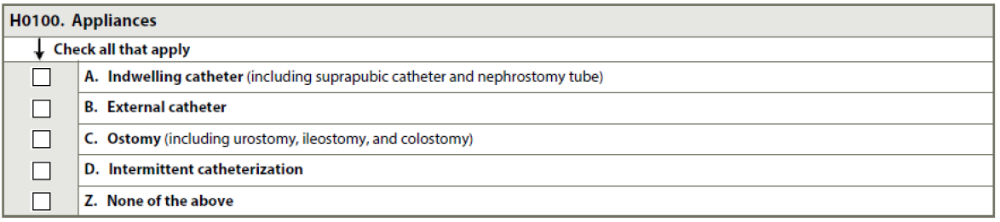 H0100. Appliances
Check all that apply
A. Indwelling catheter (including suprapubic catheter and nephrostomy tube)
B. External catheter
C. Ostomy (including urostomy, ileostomy, and colostomy)
D. Intermittent catheterization
Z. None of the above